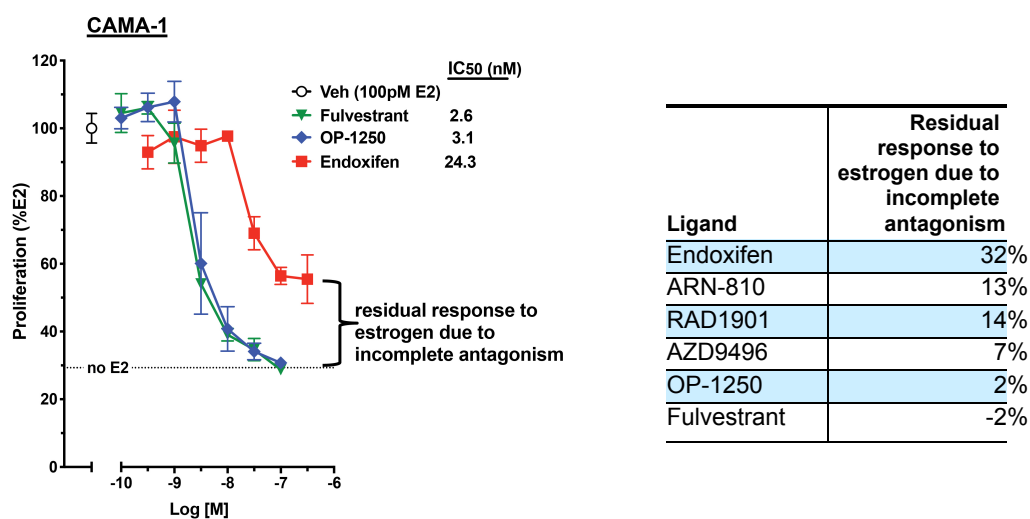 CAMA-1
IC50 (nM)
Veh (100pM E2)
Fulvestrant 2.6
OP-1250 3.1
Endoxifen 24.3
Proliferation (%E2)
120
100
80
60
40
20
0
no E2
residual response to
estrogen due to
incomplete antagonism
-10 -9 -8 -7 -6
Log [M]
Ligand
Residual
response to
estrogen due to
incomplete
antagonism
Endoxifen 32%
ARN-810 13%
RAD1901 14%
AZD9496 7%
OP-1250 2%
Fulvestrant -2%